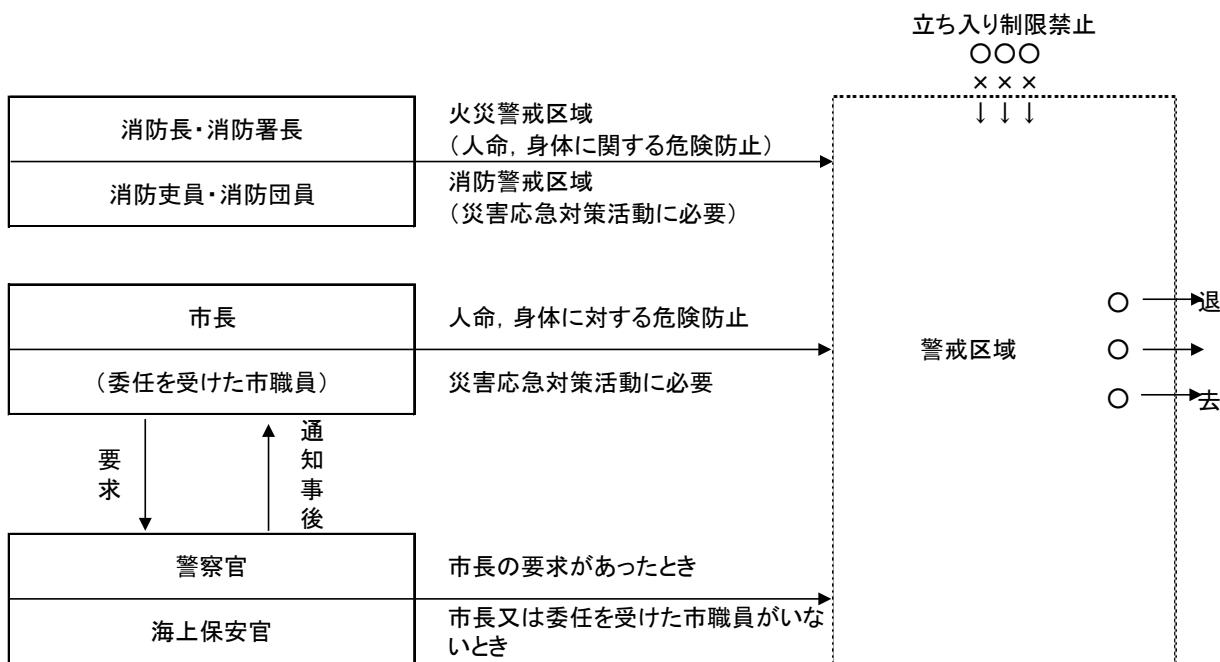 立ち入り制限禁止
○○○
×××
↓↓↓
消防長・消防署長
火災警戒区域
（人命，身体に関する危険防止）
消防吏員・消防団員
消防警戒区域
（災害応急対策活動に必要）
市長
人命，身体に対する危険防止
（委任を受けた市職員）
災害応急対策活動に必要
警戒区域
○
退
○
○
去
要求
通知事後
警察官
市長の要求があったとき
海上保安官
市長又は委任を受けた市職員がいな
いとき